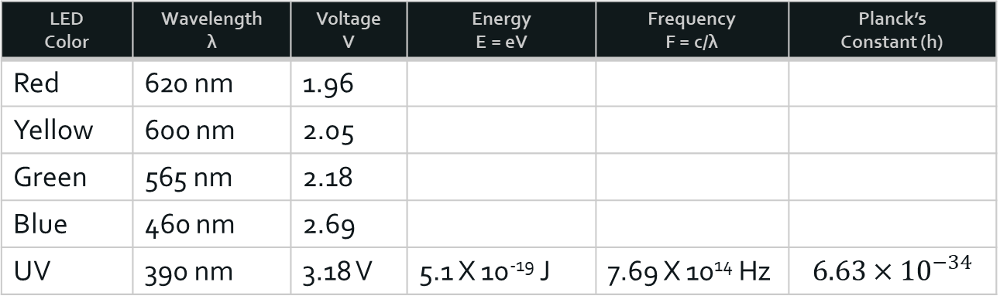 LED Color Wavelength λ Voltage V Energy E = eV Frequency F = c/λ Planck’s Constant (h)
Red 620 nm 1.96
Yellow 600 nm 2.05
Green 565 nm 2.18
Blue 460 nm 2.69
UV 390 nm 3.18 V 5.1 X 10⁻¹⁹ J 7.69 X 10¹⁴ Hz 6.63 × 10⁻³⁴